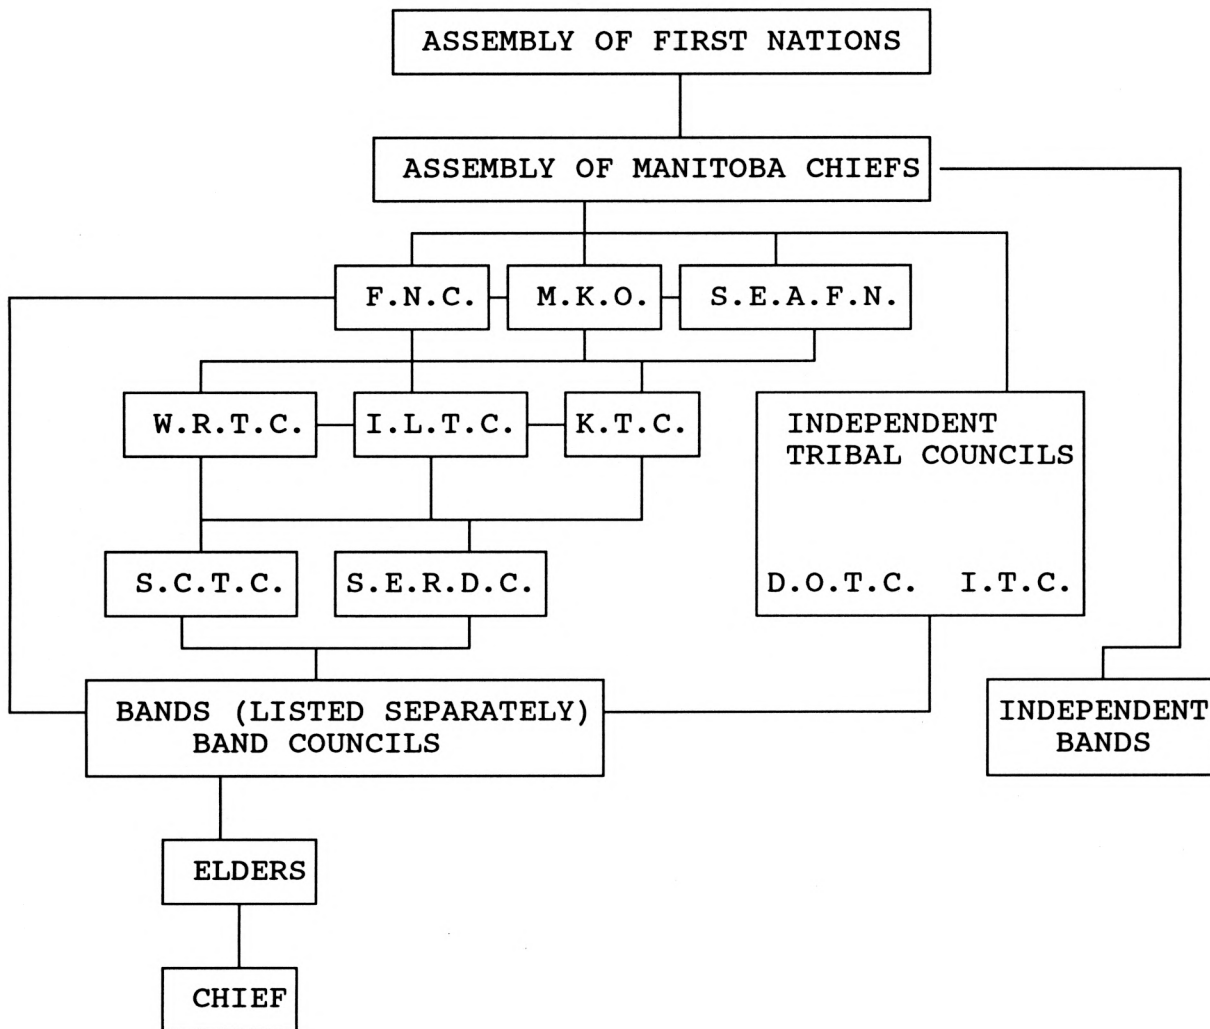 ASSEMBLY OF FIRST NATIONS
ASSEMBLY OF MANITOBA CHIEFS
F.N.C.
M.K.O.
S.E.A.F.N.
W.R.T.C.
I.L.T.C.
K.T.C.
INDEPENDENT
TRIBAL COUNCILS
S.C.T.C.
S.E.R.D.C.
D.O.T.C. I.T.C.
BANDS (LISTED SEPARATELY)
BAND COUNCILS
INDEPENDENT
BANDS
ELDERS
CHIEF